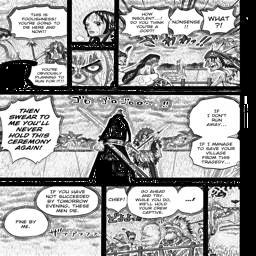 THIS IS
FOOLISHNESS!
YOU'RE GOING TO
DIE HERE AND
NOW!!
YOU'RE
OBVIOUSLY
PLANNING TO
RUN FOR IT!!
HOW
INSOLENT...!
DO YOU THINK
YOU'RE A
GOD?!
NONSENSE
!!
WHAT
?!
THEN
SWEAR TO
ME YOU'LL
NEVER
HOLD THIS
CEREMONY
AGAIN!
IF
I DON'T
RUN
AWAY...
IF I MANAGE
TO SAVE YOUR
VILLAGE
FROM THIS
TRAGEDY...
IF YOU HAVE
NOT SUCCEEDED
BY TOMORROW
EVENING, THESE
MEN DIE.
FINE BY
ME.
CHIEF!
GO AHEAD
AND TRY.
WHILE YOU DO,
WE'LL HOLD
YOUR CREW
CAPTIVE.
...!